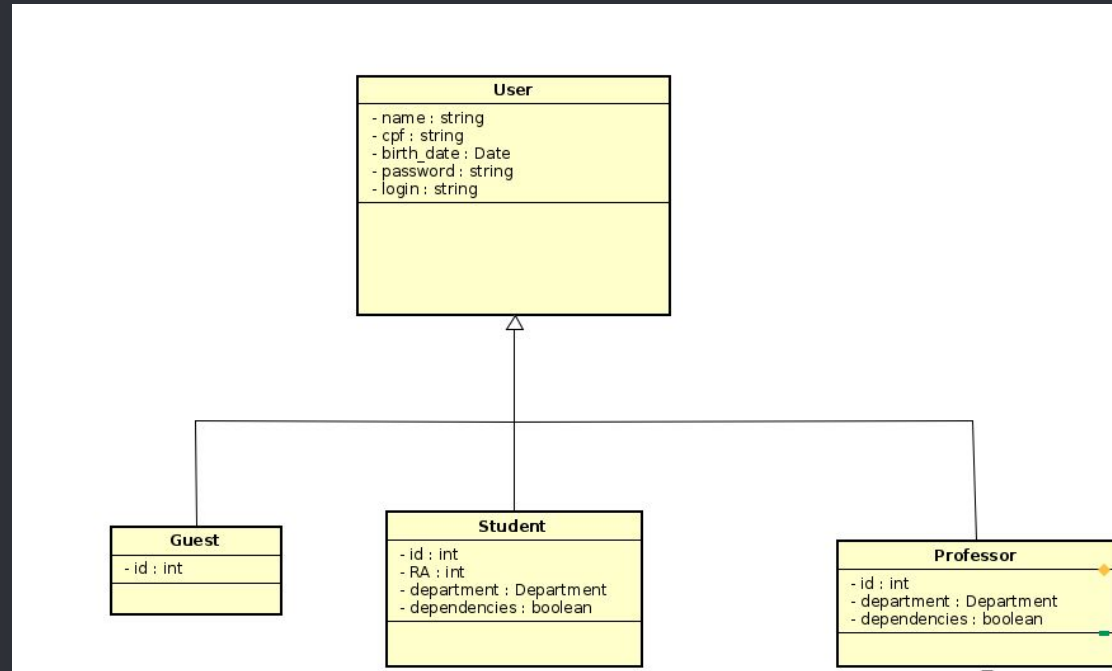 User
- name : string
- cpf : string
- birth_date : Date
- password : string
- login : string
Guest
- id : int
Student
- id : int
- RA : int
- department : Department
- dependencies : boolean
Professor
- id : int
- department : Department
- dependencies : boolean